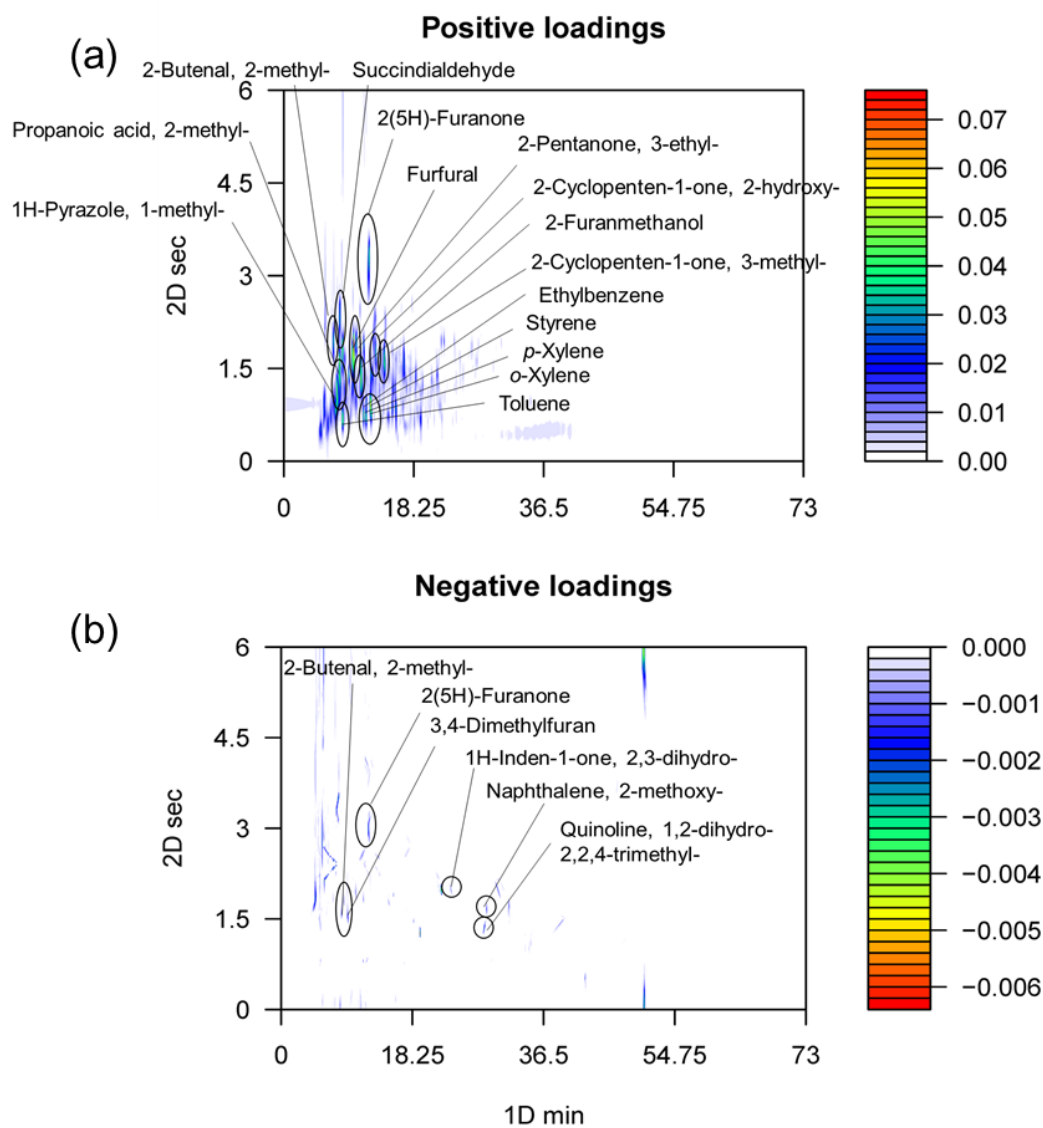 Positive loadings
(a)
2-Butenal, 2-methyl-
Succindialdehyde
2(5H)-Furanone
Propanoic acid, 2-methyl-
2-Pentanone, 3-ethyl-
Furfural
2-Cyclopenten-1-one, 2-hydroxy-
1H-Pyrazole, 1-methyl-
2-Furanmethanol
2-Cyclopenten-1-one, 3-methyl-
Ethylbenzene
Styrene
p-Xylene
o-Xylene
Toluene
2D sec
6
4.5
3
1.5
0
0
18.25
36.5
54.75
73
0.07
0.06
0.05
0.04
0.03
0.02
0.01
0.00
Negative loadings
(b)
2-Butenal, 2-methyl-
2(5H)-Furanone
3,4-Dimethylfuran
1H-Inden-1-one, 2,3-dihydro-
Naphthalene, 2-methoxy-
Quinoline, 1,2-dihydro-
2,2,4-trimethyl-
2D sec
6
4.5
3
1.5
0
0
18.25
36.5
54.75
73
1D min
0.000
−0.001
−0.002
−0.003
−0.004
−0.005
−0.006